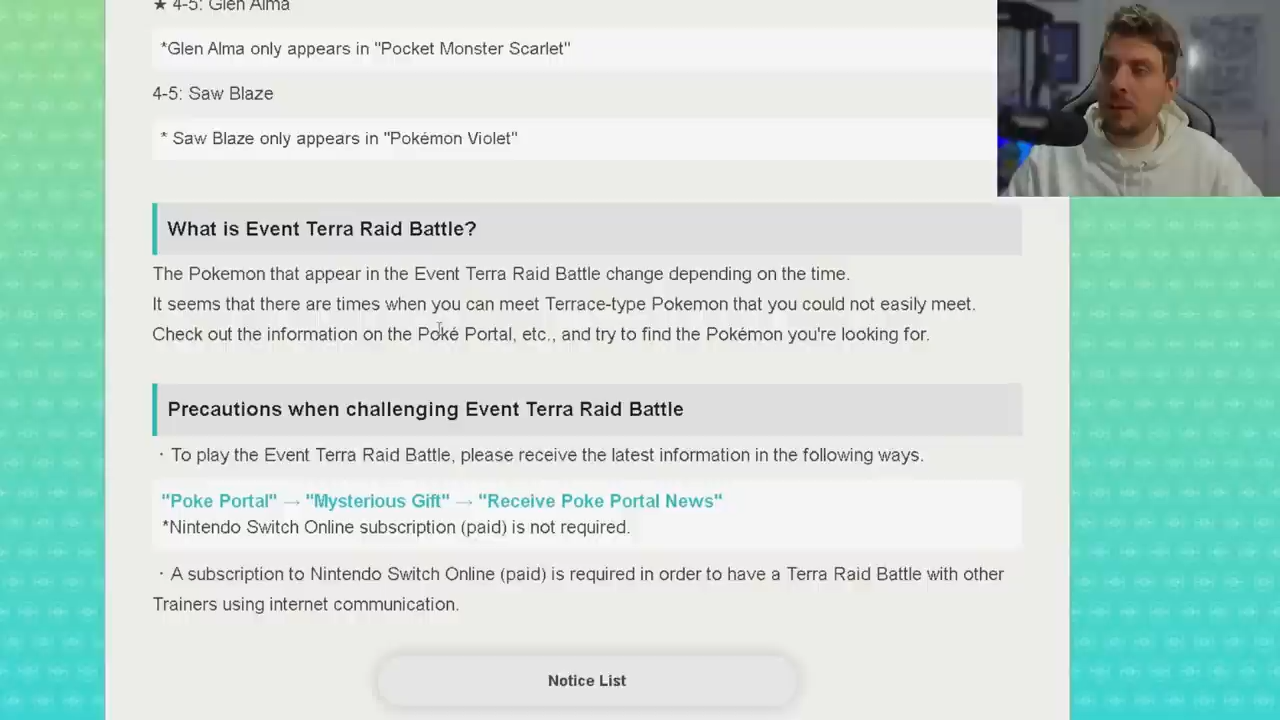 ★ 4-5: Glen Alma
*Glen Alma only appears in "Pocket Monster Scarlet"
4-5: Saw Blaze
* Saw Blaze only appears in "Pokémon Violet"
What is Event Terra Raid Battle?
The Pokemon that appear in the Event Terra Raid Battle change depending on the time.
It seems that there are times when you can meet Terrace-type Pokemon that you could not easily meet.
Check out the information on the Poké Portal, etc., and try to find the Pokémon you're looking for.
Precautions when challenging Event Terra Raid Battle
・To play the Event Terra Raid Battle, please receive the latest information in the following ways.
"Poke Portal" → "Mysterious Gift" → "Receive Poke Portal News"
*Nintendo Switch Online subscription (paid) is not required.
・A subscription to Nintendo Switch Online (paid) is required in order to have a Terra Raid Battle with other
Trainers using internet communication.
Notice List